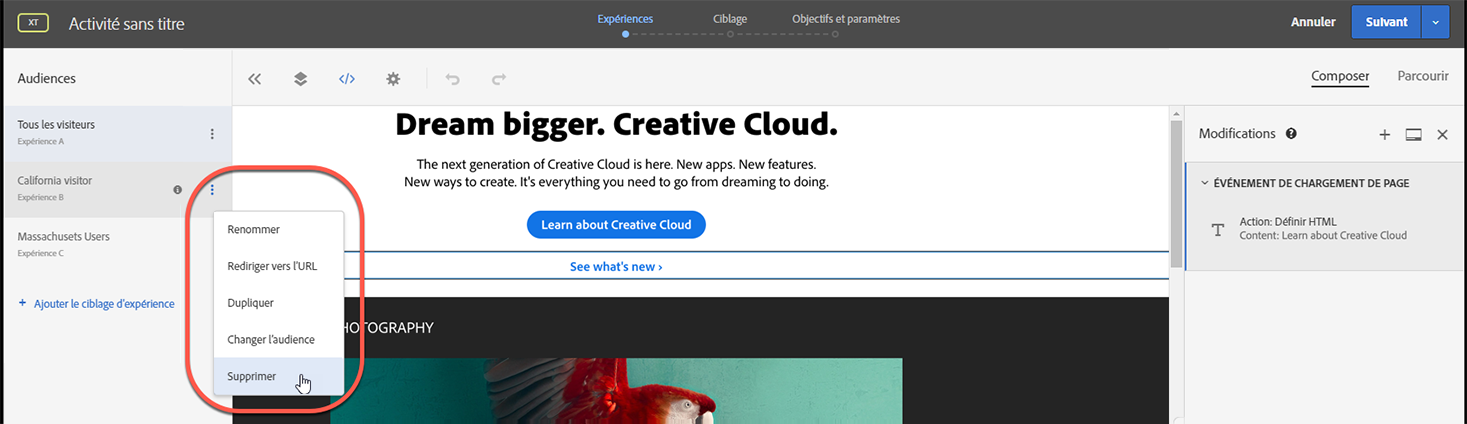 XT
Activité sans titre
Expériences
Ciblage
Objectifs et paramètres
Annuler
Suivant
Audiences
Composer
Parcourir
Tous les visiteurs
Expérience A
California visitor
Expérience B
Massachusets Users
Expérience C
+ Ajouter le ciblage d'expérience
Renommer
Rediriger vers l'URL
Dupliquer
Changer l'audience
Supprimer
Dream bigger. Creative Cloud.
The next generation of Creative Cloud is here. New apps. New features.
New ways to create. It's everything you need to go from dreaming to doing.
Learn about Creative Cloud
See what's new ›
HOTOGRAPHY
Modifications
ÉVÉNEMENT DE CHARGEMENT DE PAGE
Action: Définir HTML
Content: Learn about Creative Cloud